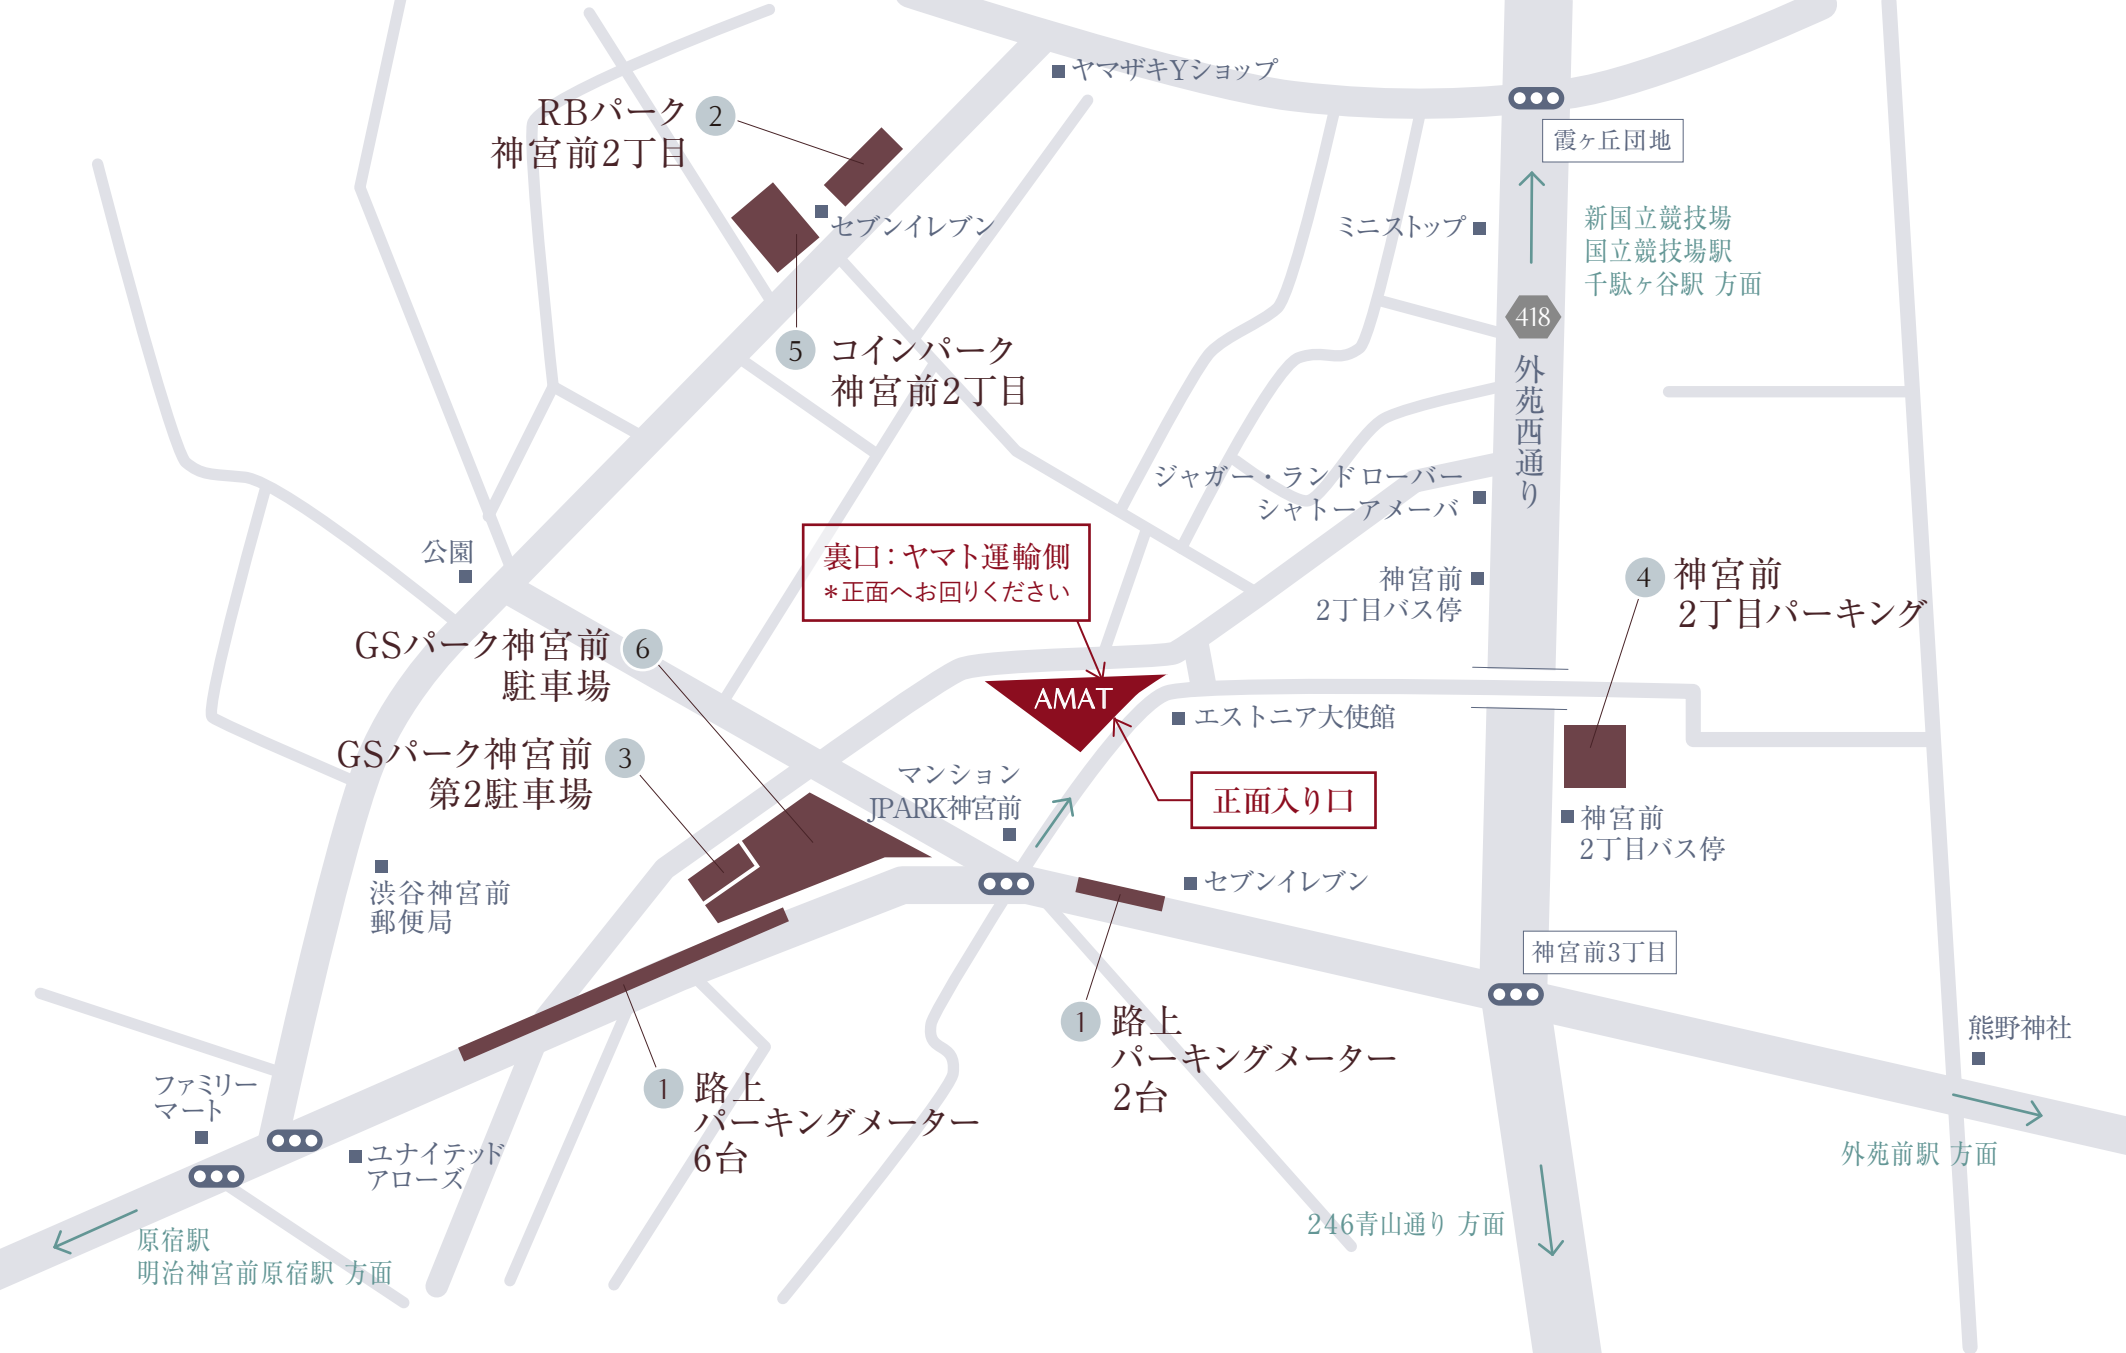 ヤマザキYショップ
RBパーク
神宮前2丁目
2
霞ヶ丘団地
セブンイレブン
ミニストップ
新国立競技場
国立競技場駅
千駄ヶ谷駅 方面
418
外苑西通り
5
コインパーク
神宮前2丁目
ジャガー・ランドローバー
シャトーアメーバ
公園
裏口：ヤマト運輸側
＊正面へお回りください
神宮前
2丁目バス停
4
神宮前
2丁目パーキング
GSパーク神宮前
駐車場
6
AMAT
エストニア大使館
GSパーク神宮前
第2駐車場
3
マンション
JPARK神宮前
正面入り口
神宮前
2丁目バス停
渋谷神宮前
郵便局
セブンイレブン
神宮前3丁目
1
路上
パーキングメーター
2台
熊野神社
ファミリー
マート
1
路上
パーキングメーター
6台
ユナイテッド
アローズ
外苑前駅 方面
246青山通り 方面
原宿駅
明治神宮前原宿駅 方面